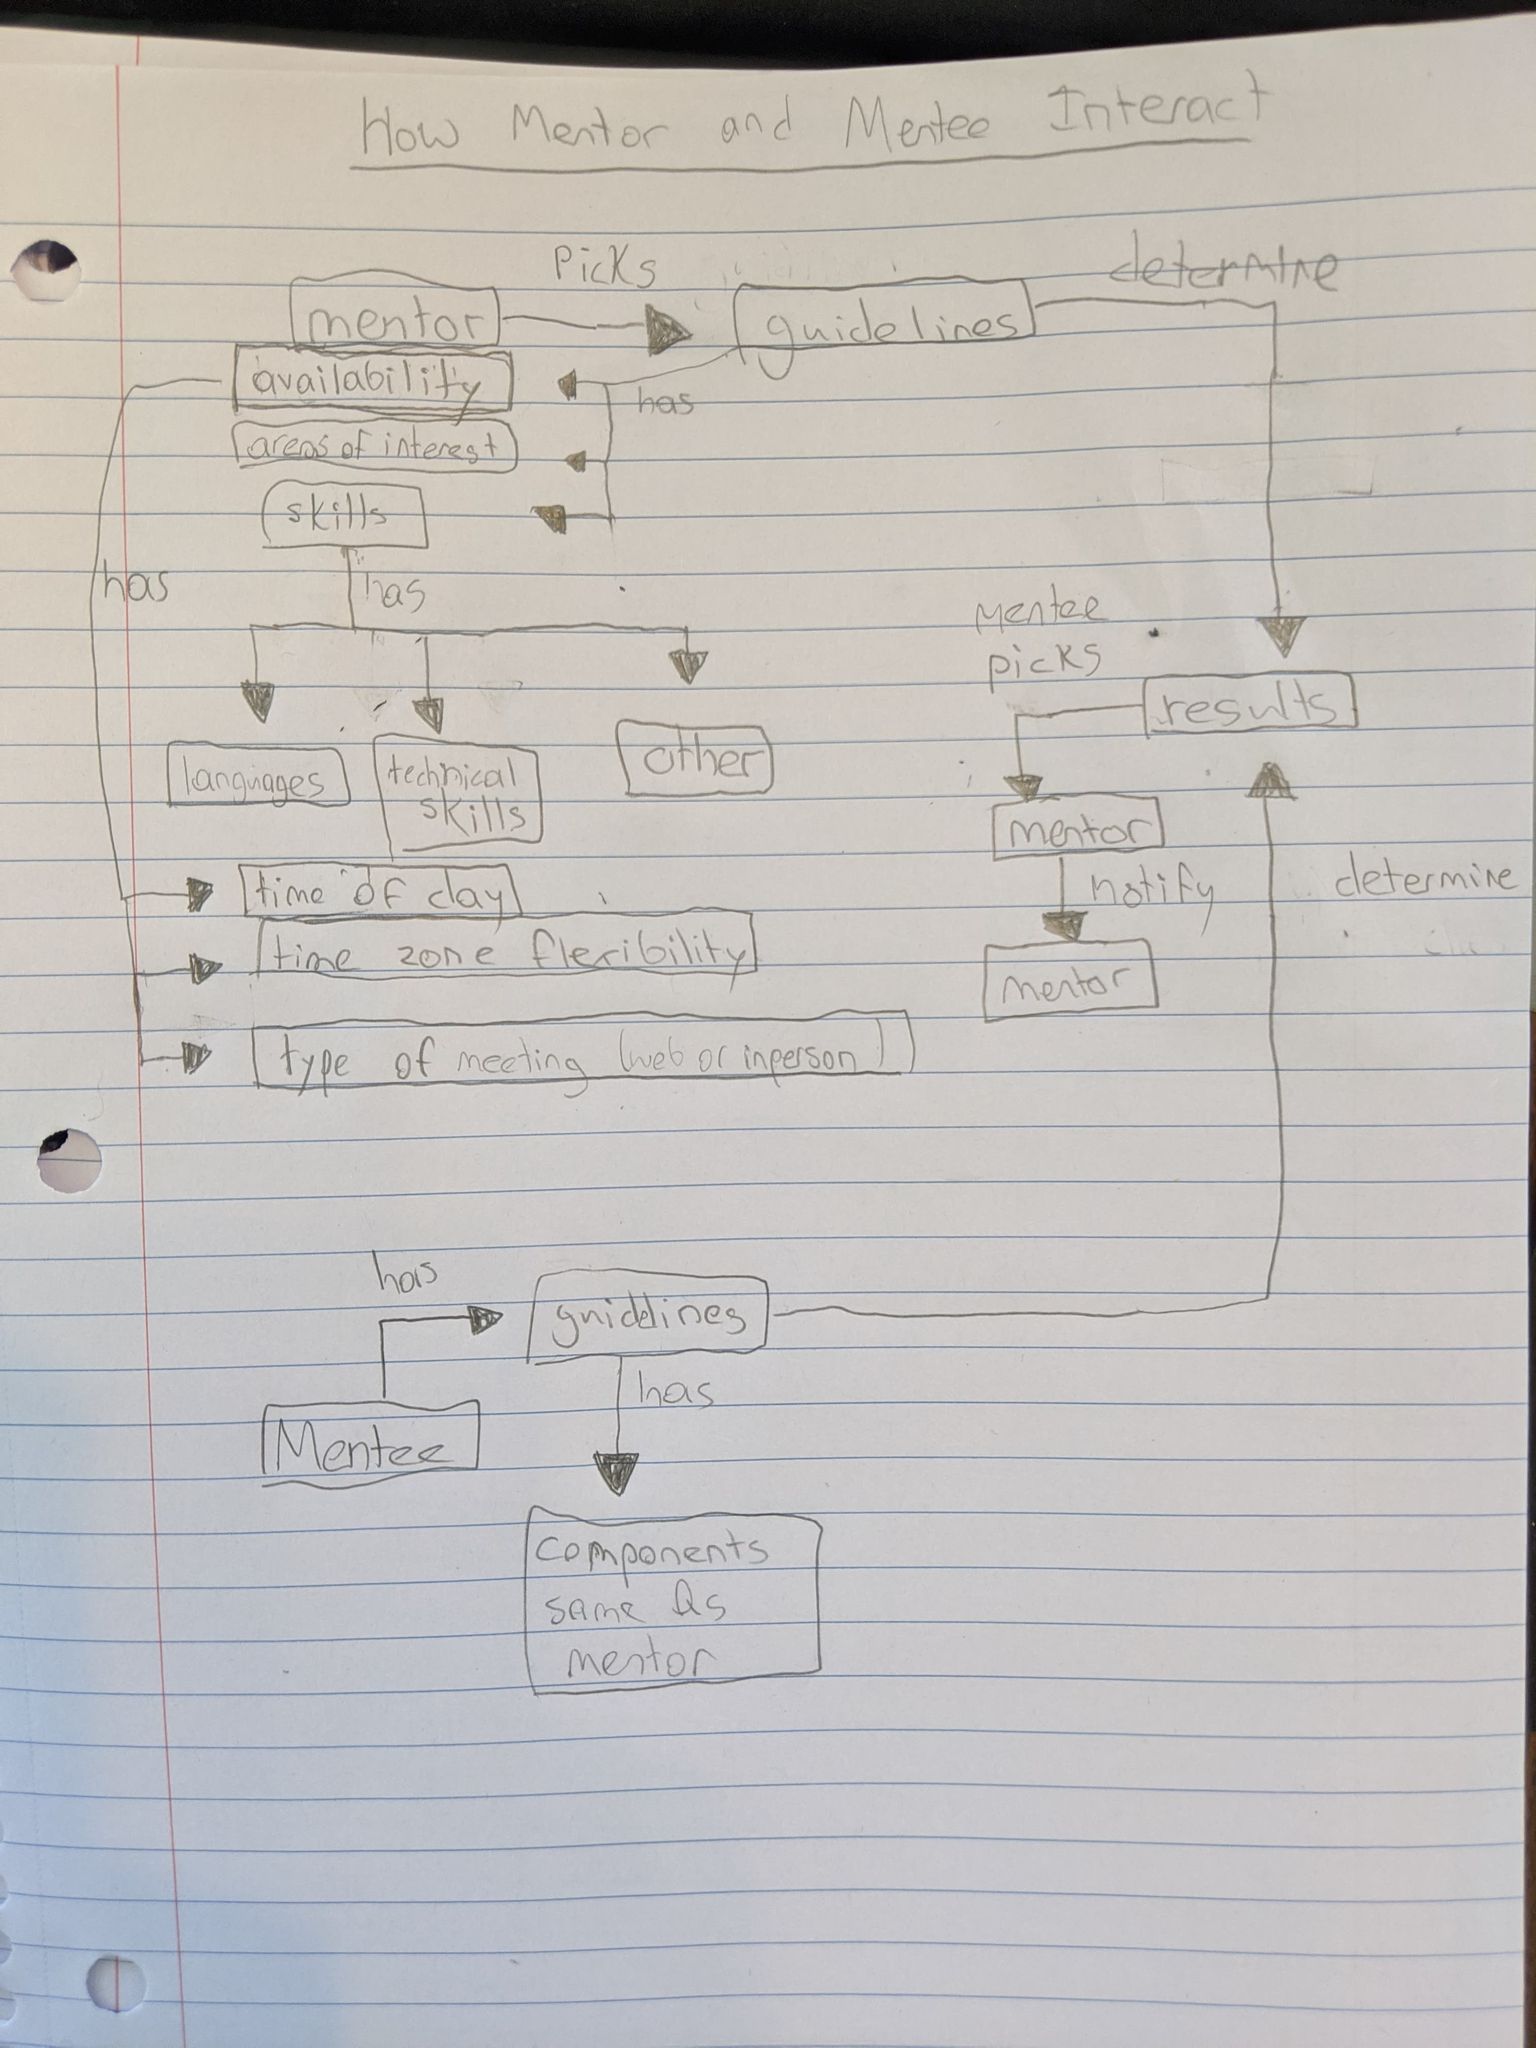 How Mentor and Mentee Interact
Picks
determine
mentor
guidelines
availability
has
areas of interest
skills
has
has
mentee
picks
results
languages
technical
skills
other
mentor
time of day
notify
determine
time zone flexibility
mentor
type of meeting (web or inperson)
has
guidelines
has
Mentee
components
same as
mentor